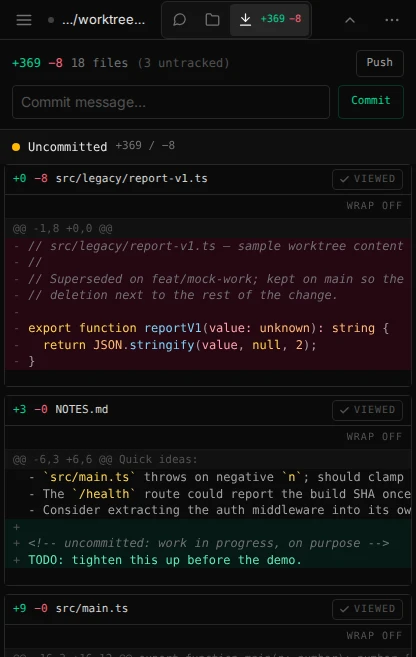 .../worktree...
+369 −8
+369 −8 18 files (3 untracked)
Push
Commit message...
Commit
Uncommitted +369 / −8
+0 −8 src/legacy/report-v1.ts
VIEWED
WRAP OFF
@@ -1,8 +0,0 @@
- // src/legacy/report-v1.ts — sample worktree content
- //
- // Superseded on feat/mock-work; kept on main so the
- // deletion next to the rest of the change.
-
- export function reportV1(value: unknown): string {
-   return JSON.stringify(value, null, 2);
- }
+3 −0 NOTES.md
VIEWED
WRAP OFF
@@ -6,3 +6,6 @@ Quick ideas:
- `src/main.ts` throws on negative `n`; should clamp
- The `/health` route could report the build SHA once
- Consider extracting the auth middleware into its ow
+
+ <!-- uncommitted: work in progress, on purpose -->
+ TODO: tighten this up before the demo.
+9 −0 src/main.ts
VIEWED
WRAP OFF